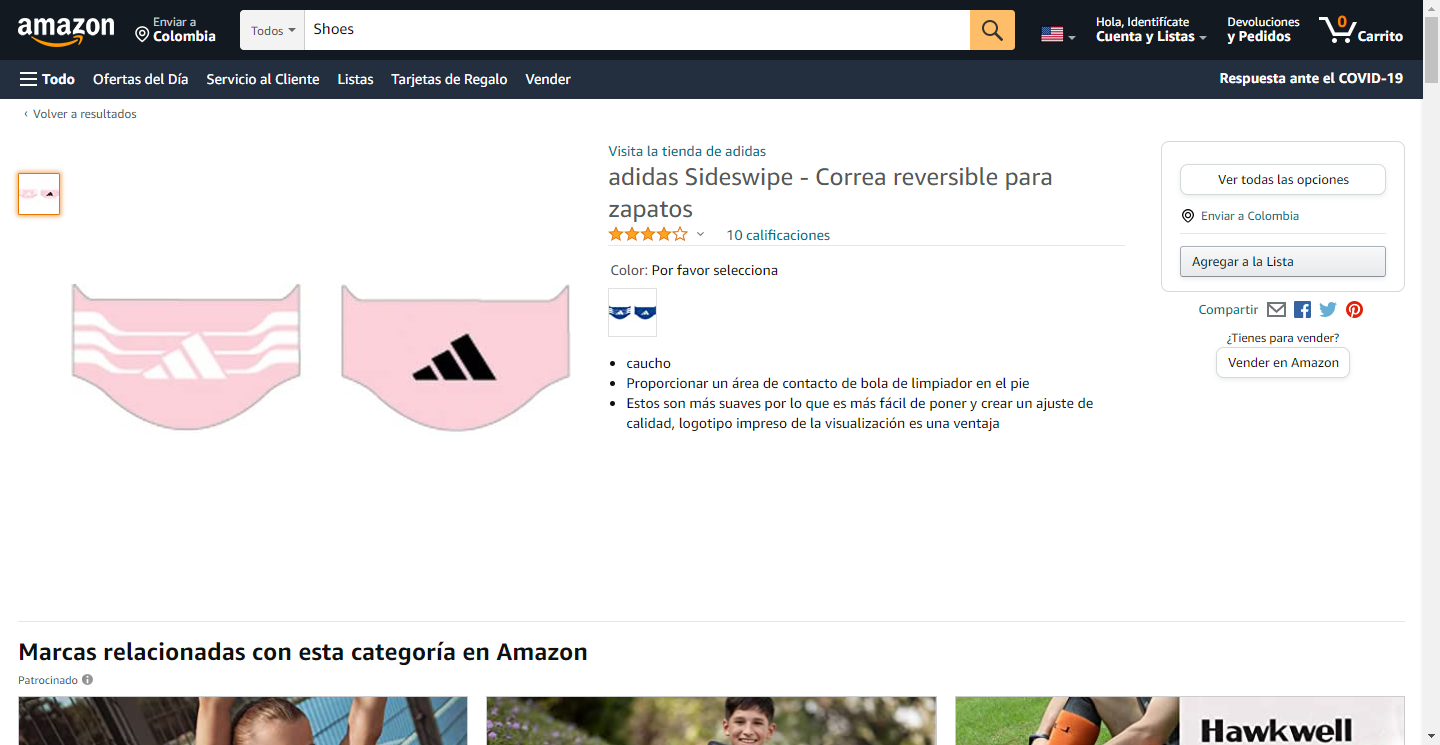 amazon
Enviar a
Colombia
Todos
Shoes
Hola, Identifícate
Cuenta y Listas
Devoluciones
y Pedidos
0
Carrito
Todo
Ofertas del Día
Servicio al Cliente
Listas
Tarjetas de Regalo
Vender
Respuesta ante el COVID-19
‹ Volver a resultados
Visita la tienda de adidas
adidas Sideswipe - Correa reversible para
zapatos
10 calificaciones
Color: Por favor selecciona
• caucho
• Proporcionar un área de contacto de bola de limpiador en el pie
• Estos son más suaves por lo que es más fácil de poner y crear un ajuste de
calidad, logotipo impreso de la visualización es una ventaja
Ver todas las opciones
Enviar a Colombia
Agregar a la Lista
Compartir
¿Tienes para vender?
Vender en Amazon
Marcas relacionadas con esta categoría en Amazon
Patrocinado
Hawkwell